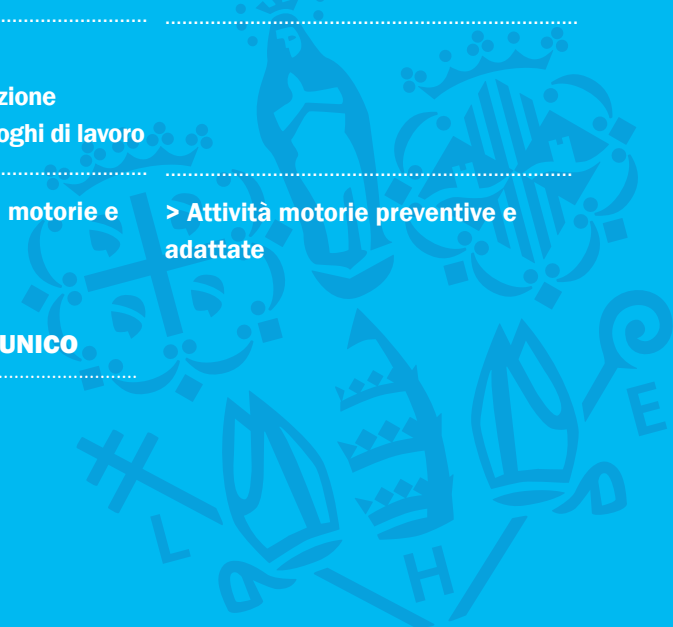 zione
oghi di lavoro
motorie e
> Attività motorie preventive e
adattate
UNICO
L
H
E